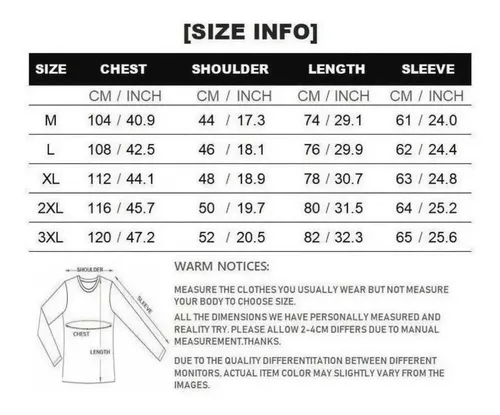 [SIZE INFO]
SIZE CHEST SHOULDER LENGTH SLEEVE
CM / INCH CM / INCH CM / INCH CM / INCH
M 104 / 40.9 44 / 17.3 74 / 29.1 61 / 24.0
L 108 / 42.5 46 / 18.1 76 / 29.9 62 / 24.4
XL 112 / 44.1 48 / 18.9 78 / 30.7 63 / 24.8
2XL 116 / 45.7 50 / 19.7 80 / 31.5 64 / 25.2
3XL 120 / 47.2 52 / 20.5 82 / 32.3 65 / 25.6
SHOULDER
SLEEVE
CHEST
LENGTH
WARM NOTICES:
MEASURE THE CLOTHES YOU USUALLY WEAR BUT NOT MEASURE
YOUR BODY TO CHOOSE SIZE.
ALL THE DIMENSIONS WE HAVE PERSONALLY MEASURED AND
REALITY TRY. PLEASE ALLOW 2-4CM DIFFERS DUE TO MANUAL
MEASUREMENT.THANKS.
DUE TO THE QUALITY DIFFERENTITATION BETWEEN DIFFERENT
MONITORS, ACTUAL ITEM COLOR MAY SLIGHTLY VARY FROM
THE IMAGES.